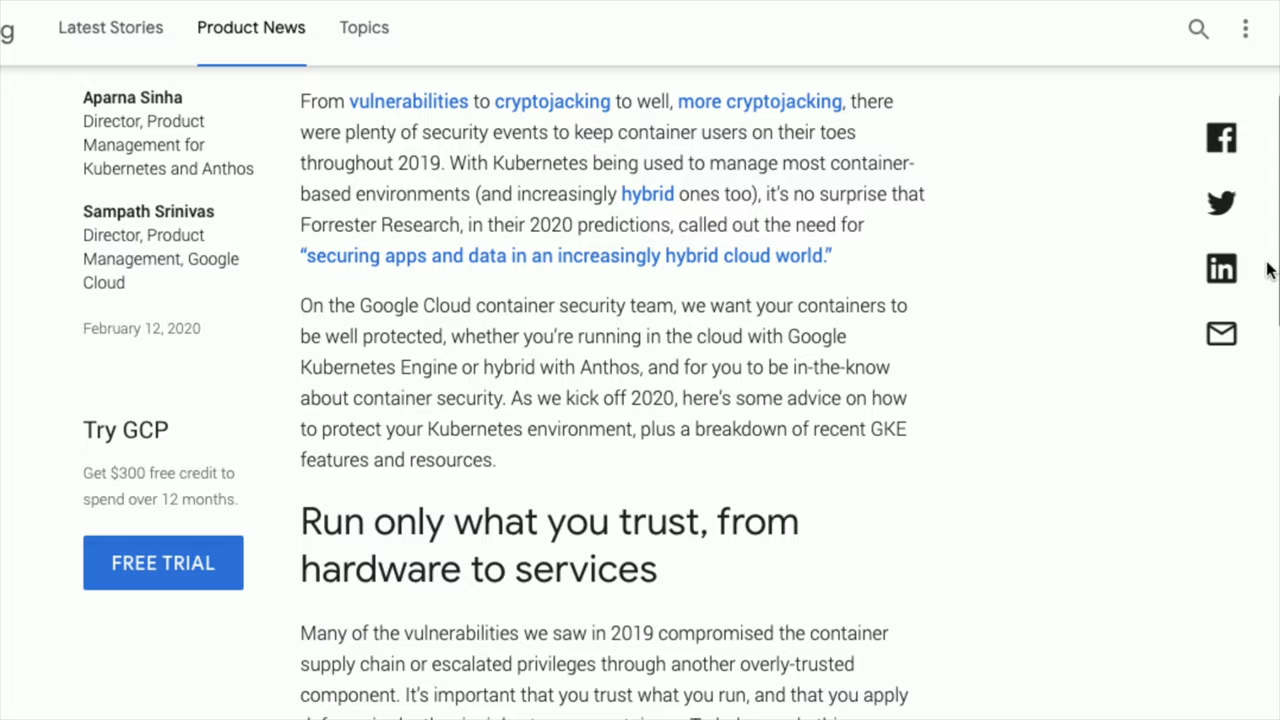 g
Latest Stories
Product News
Topics
Aparna Sinha
Director, Product
Management for
Kubernetes and Anthos
Sampath Srinivas
Director, Product
Management, Google
Cloud
February 12, 2020
Try GCP
Get $300 free credit to
spend over 12 months.
FREE TRIAL
From vulnerabilities to cryptojacking to well, more cryptojacking, there
were plenty of security events to keep container users on their toes
throughout 2019. With Kubernetes being used to manage most container-
based environments (and increasingly hybrid ones too), it’s no surprise that
Forrester Research, in their 2020 predictions, called out the need for
“securing apps and data in an increasingly hybrid cloud world.”
On the Google Cloud container security team, we want your containers to
be well protected, whether you’re running in the cloud with Google
Kubernetes Engine or hybrid with Anthos, and for you to be in-the-know
about container security. As we kick off 2020, here’s some advice on how
to protect your Kubernetes environment, plus a breakdown of recent GKE
features and resources.
Run only what you trust, from
hardware to services
Many of the vulnerabilities we saw in 2019 compromised the container
supply chain or escalated privileges through another overly-trusted
component. It’s important that you trust what you run, and that you apply